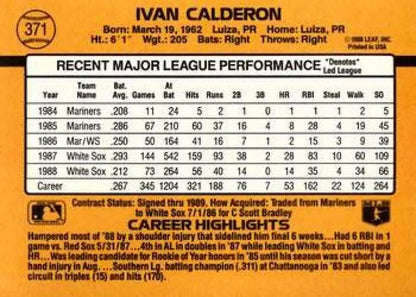 371
IVAN CALDERON
Born: March 19, 1962 Luiza, PR Home: Luiza, PR
Ht.: 6'1" Wgt.: 205 Bats: Right Throws: Right
©1988 LEAF, INC.
Printed in USA
RECENT MAJOR LEAGUE PERFORMANCE *Denotes* Led League
Year Team Name Bat. Avg. Games At Bat Hits Runs 2B 3B HR RBI Steal Walk SO
1984 Mariners .208 11 24 5 2 1 0 1 1 1 2 5
1985 Mariners .286 67 210 60 37 16 4 8 28 4 19 45
1986 Mar/WS .250 50 164 41 16 7 1 2 15 3 9 39
1987 White Sox .293 144 542 159 93 38 2 28 83 10 60 109
1988 White Sox .212 73 264 56 40 14 0 14 35 4 34 66
Career .267 345 1204 321 188 76 7 53 162 22 124 264
Contract Status: Signed thru 1989. How Acquired: Traded from Mariners
to White Sox 7/1/86 for C Scott Bradley
CAREER HIGHLIGHTS
Hampered most of '88 by a shoulder injury that sidelined him final 6 weeks...Had 6 RBI in 1
game vs. Red Sox 5/31/87...4th in AL in doubles in '87 while leading White Sox in batting and
HR...Was leading candidate for Rookie of Year honors in '85 until his season was cut short by
a hand injury in Aug. ...Southern Lg. batting champion (.311) at Chattanooga in '83 and also led
circuit in triples (15) and hits (170).